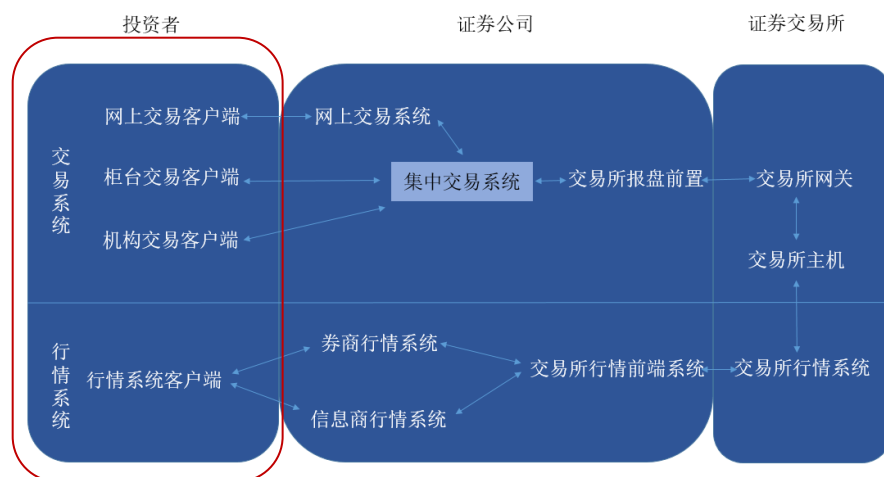 投资者
证券公司
证券交易所
交易系统
网上交易客户端
网上交易系统
柜台交易客户端
集中交易系统
交易所报盘前置
交易所网关
机构交易客户端
交易所主机
行情系统
券商行情系统
行情系统客户端
交易所行情前端系统
交易所行情系统
信息商行情系统